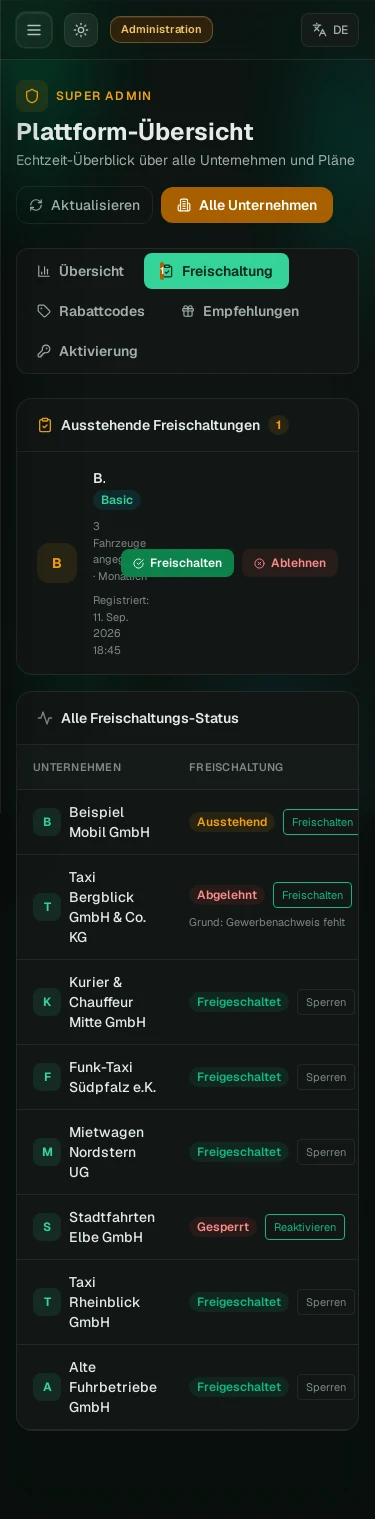 Administration
DE
SUPER ADMIN
Plattform-Übersicht
Echtzeit-Überblick über alle Unternehmen und Pläne
Aktualisieren
Alle Unternehmen
Übersicht
1
Freischaltung
Rabattcodes
Empfehlungen
Aktivierung
Ausstehende Freischaltungen 1
B.
Basic
B
3
Fahrzeuge
· Monatlich
Freischalten
Ablehnen
Registriert:
11. Sep.
2026
18:45
Alle Freischaltungs-Status
UNTERNEHMEN
FREISCHALTUNG
B
Beispiel
Mobil GmbH
Ausstehend
Freischalten
T
Taxi
Bergblick
GmbH & Co.
KG
Abgelehnt
Freischalten
Grund: Gewerbenachweis fehlt
K
Kurier &
Chauffeur
Mitte GmbH
Freigeschaltet
Sperren
F
Funk-Taxi
Südpfalz e.K.
Freigeschaltet
Sperren
M
Mietwagen
Nordstern
UG
Freigeschaltet
Sperren
S
Stadtfahrten
Elbe GmbH
Gesperrt
Reaktivieren
T
Taxi
Rheinblick
GmbH
Freigeschaltet
Sperren
A
Alte
Fuhrbetriebe
GmbH
Freigeschaltet
Sperren